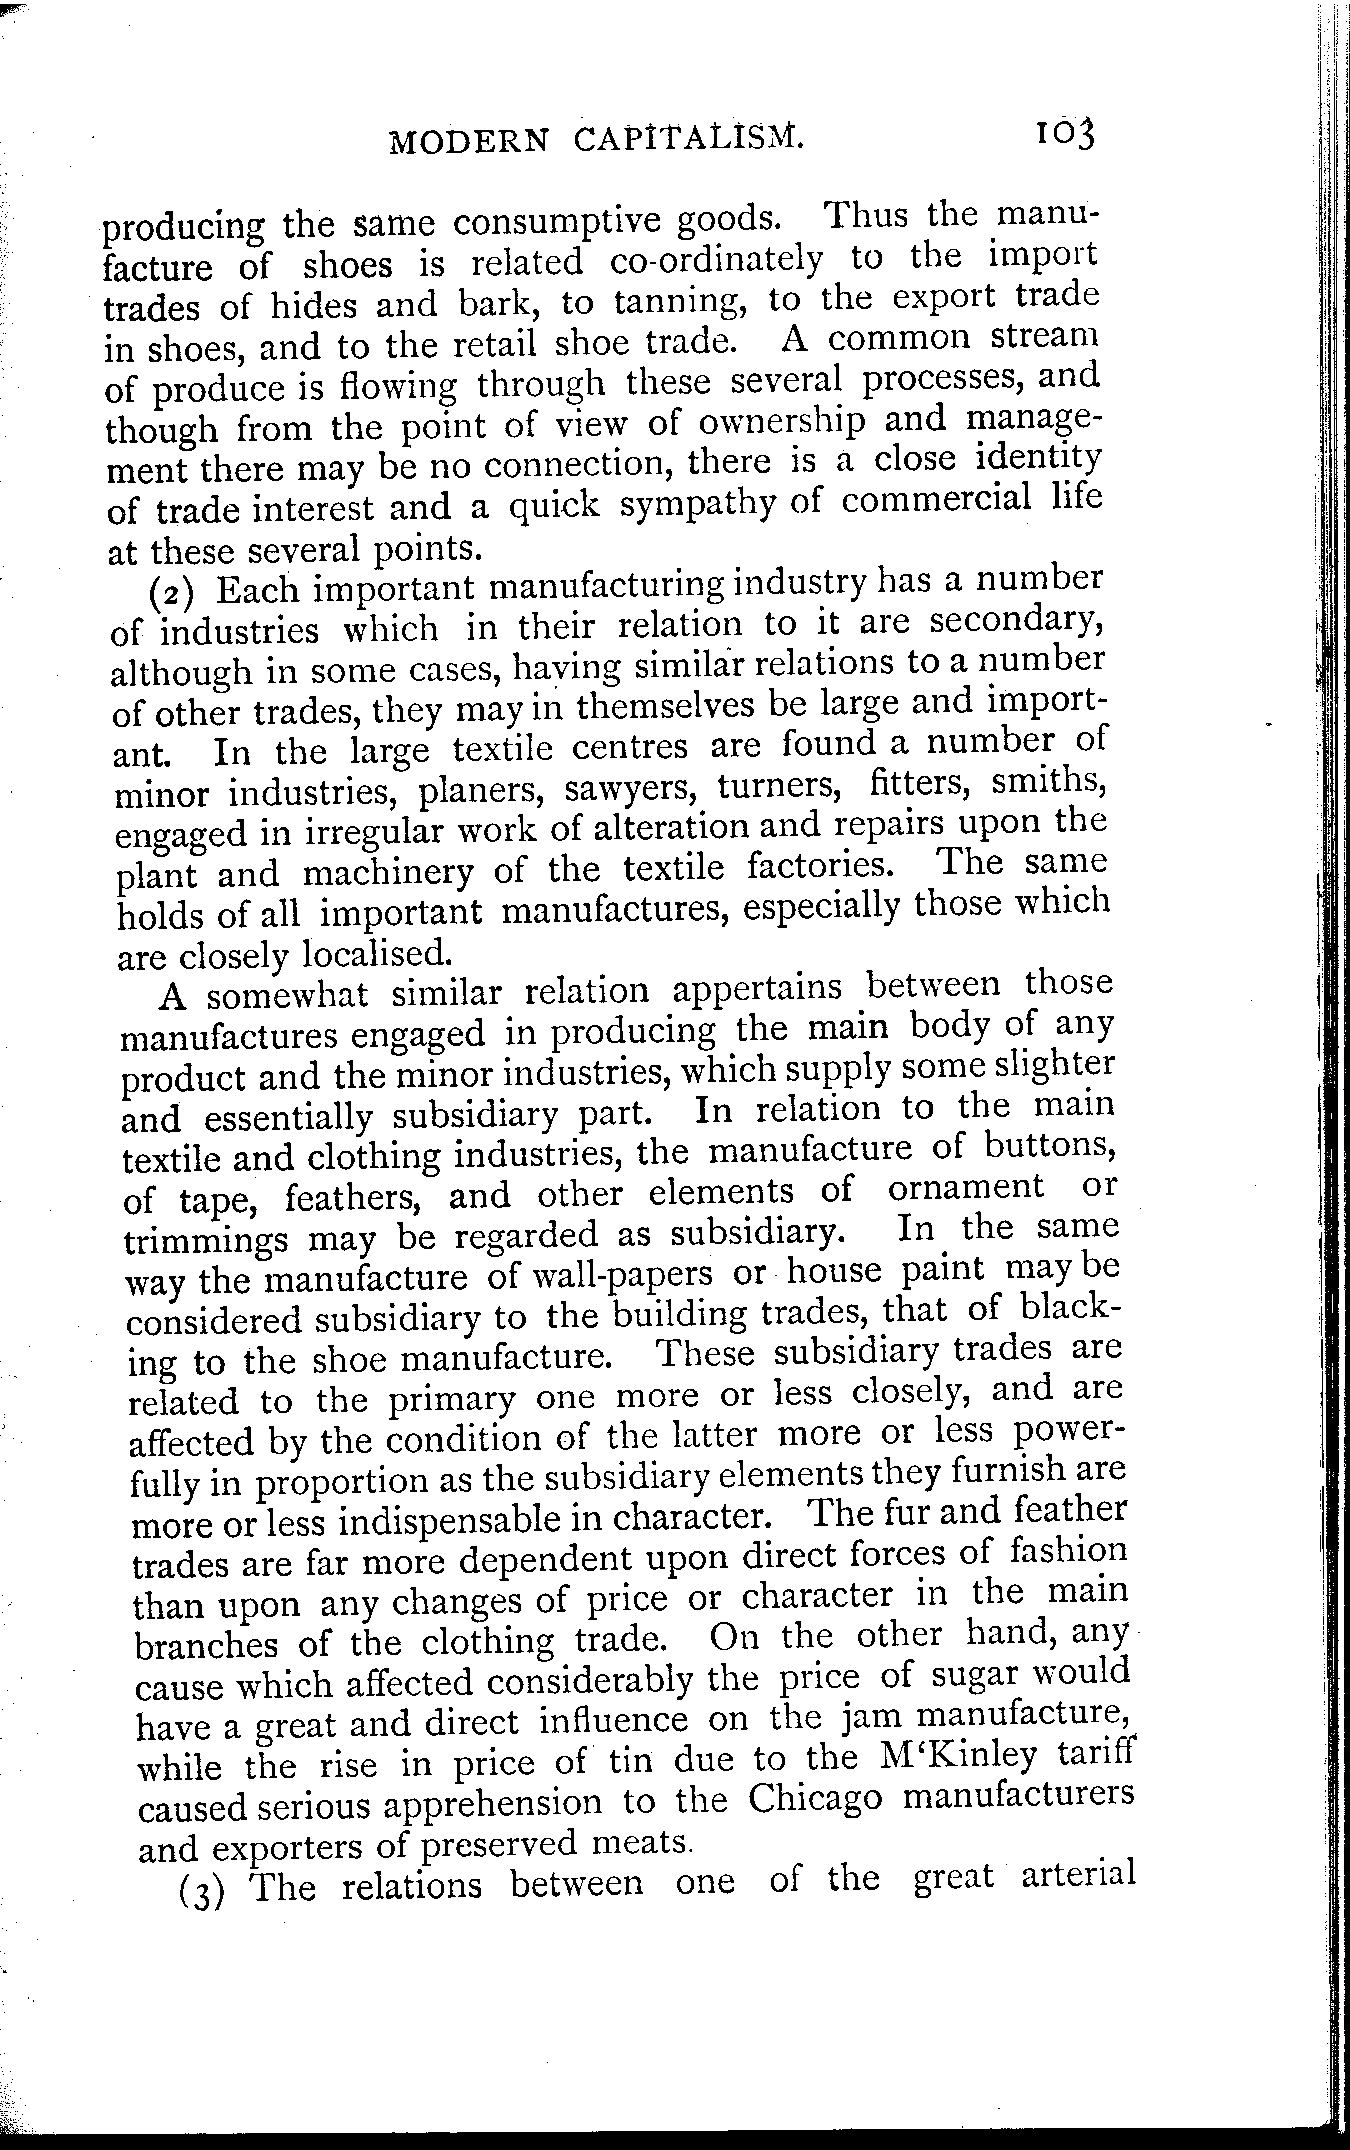 MODERN CAPITALISM. 103
producing the same consumptive goods. Thus the manu-
facture of shoes is related co-ordinately to the import
trades of hides and bark, to tanning, to the export trade
in shoes, and to the retail shoe trade. A common stream
of produce is flowing through these several processes, and
though from the point of view of ownership and manage-
ment there may be no connection, there is a close identity
of trade interest and a quick sympathy of commercial life
at these several points.
(2) Each important manufacturing industry has a number
of industries which in their relation to it are secondary,
although in some cases, having similar relations to a number
of other trades, they may in themselves be large and import-
ant. In the large textile centres are found a number of
minor industries, planers, sawyers, turners, fitters, smiths,
engaged in irregular work of alteration and repairs upon the
plant and machinery of the textile factories. The same
holds of all important manufactures, especially those which
are closely localised.
A somewhat similar relation appertains between those
manufactures engaged in producing the main body of any
product and the minor industries, which supply some slighter
and essentially subsidiary part. In relation to the main
textile and clothing industries, the manufacture of buttons,
of tape, feathers, and other elements of ornament or
trimmings may be regarded as subsidiary. In the same
way the manufacture of wall-papers or house paint may be
considered subsidiary to the building trades, that of black-
ing to the shoe manufacture. These subsidiary trades are
related to the primary one more or less closely, and are
affected by the condition of the latter more or less power-
fully in proportion as the subsidiary elements they furnish are
more or less indispensable in character. The fur and feather
trades are far more dependent upon direct forces of fashion
than upon any changes of price or character in the main
branches of the clothing trade. On the other hand, any
cause which affected considerably the price of sugar would
have a great and direct influence on the jam manufacture,
while the rise in price of tin due to the M‘Kinley tariff
caused serious apprehension to the Chicago manufacturers
and exporters of preserved meats.
(3) The relations between one of the great arterial